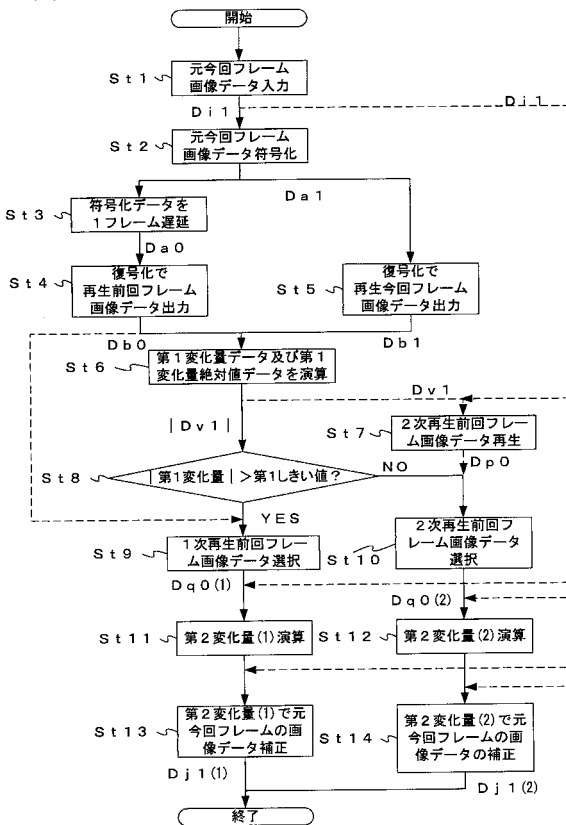 開始
St1
元今回フレーム
画像データ入力
Di1
Di1
St2
元今回フレーム
画像データ符号化
Da1
St3
符号化データを
1フレーム遅延
Da0
St4
復号化で
再生前回フレーム
画像データ出力
St5
復号化で
再生今回フレーム
画像データ出力
Db0
Db1
St6
第1変化量データ及び第1
変化量絶対値データを演算
Dv1
|Dv1|
St7
2次再生前回フレー
ム画像データ再生
Dp0
St8
|第1変化量|>第1しきい値?
NO
YES
St9
1次再生前回フレー
ム画像データ選択
St10
2次再生前回フ
レーム画像データ
選択
Dq0(1)
Dq0(2)
St11
第2変化量(1)演算
St12
第2変化量(2)演算
St13
第2変化量(1)で元
今回フレームの画
像データ補正
St14
第2変化量(2)で元
今回フレームの画
像データの補正
Dj1(1)
Dj1(2)
終了